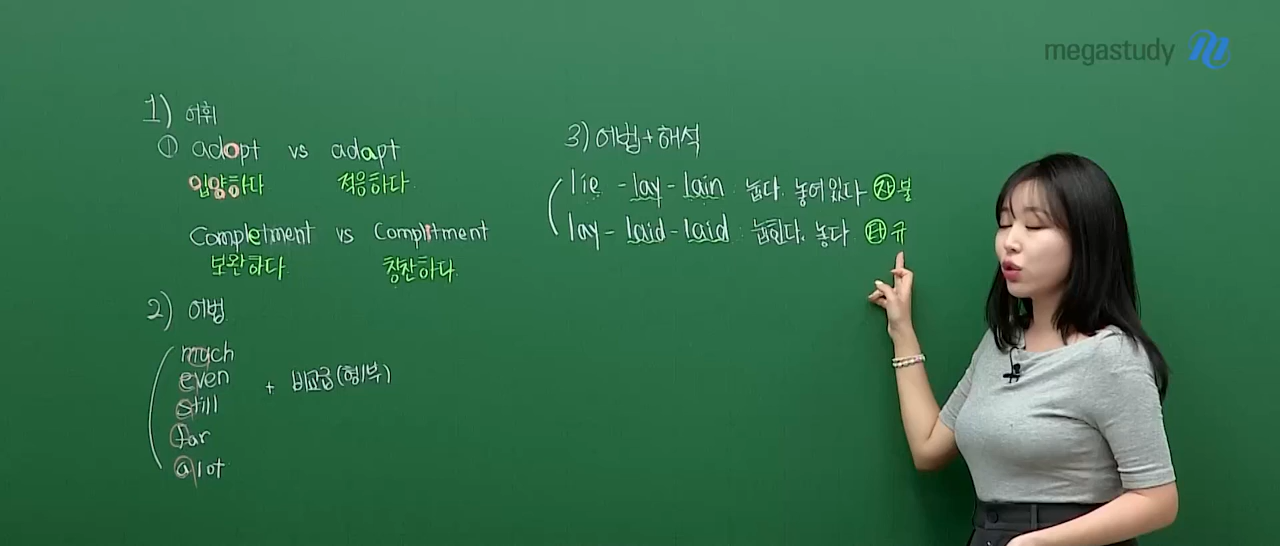 megastudy
1) 어휘
① adopt vs adapt
입양하다 적응하다
Completment vs Complitment
보완하다 칭찬하다.
2) 어법
much
even
still
far
a lot
+ 비교급(형/부)
3) 어법+해석
lie - lay - lain : 눕다. 놓여있다 자 불
lay - laid - laid : 눕힌다. 놓다. 타 규